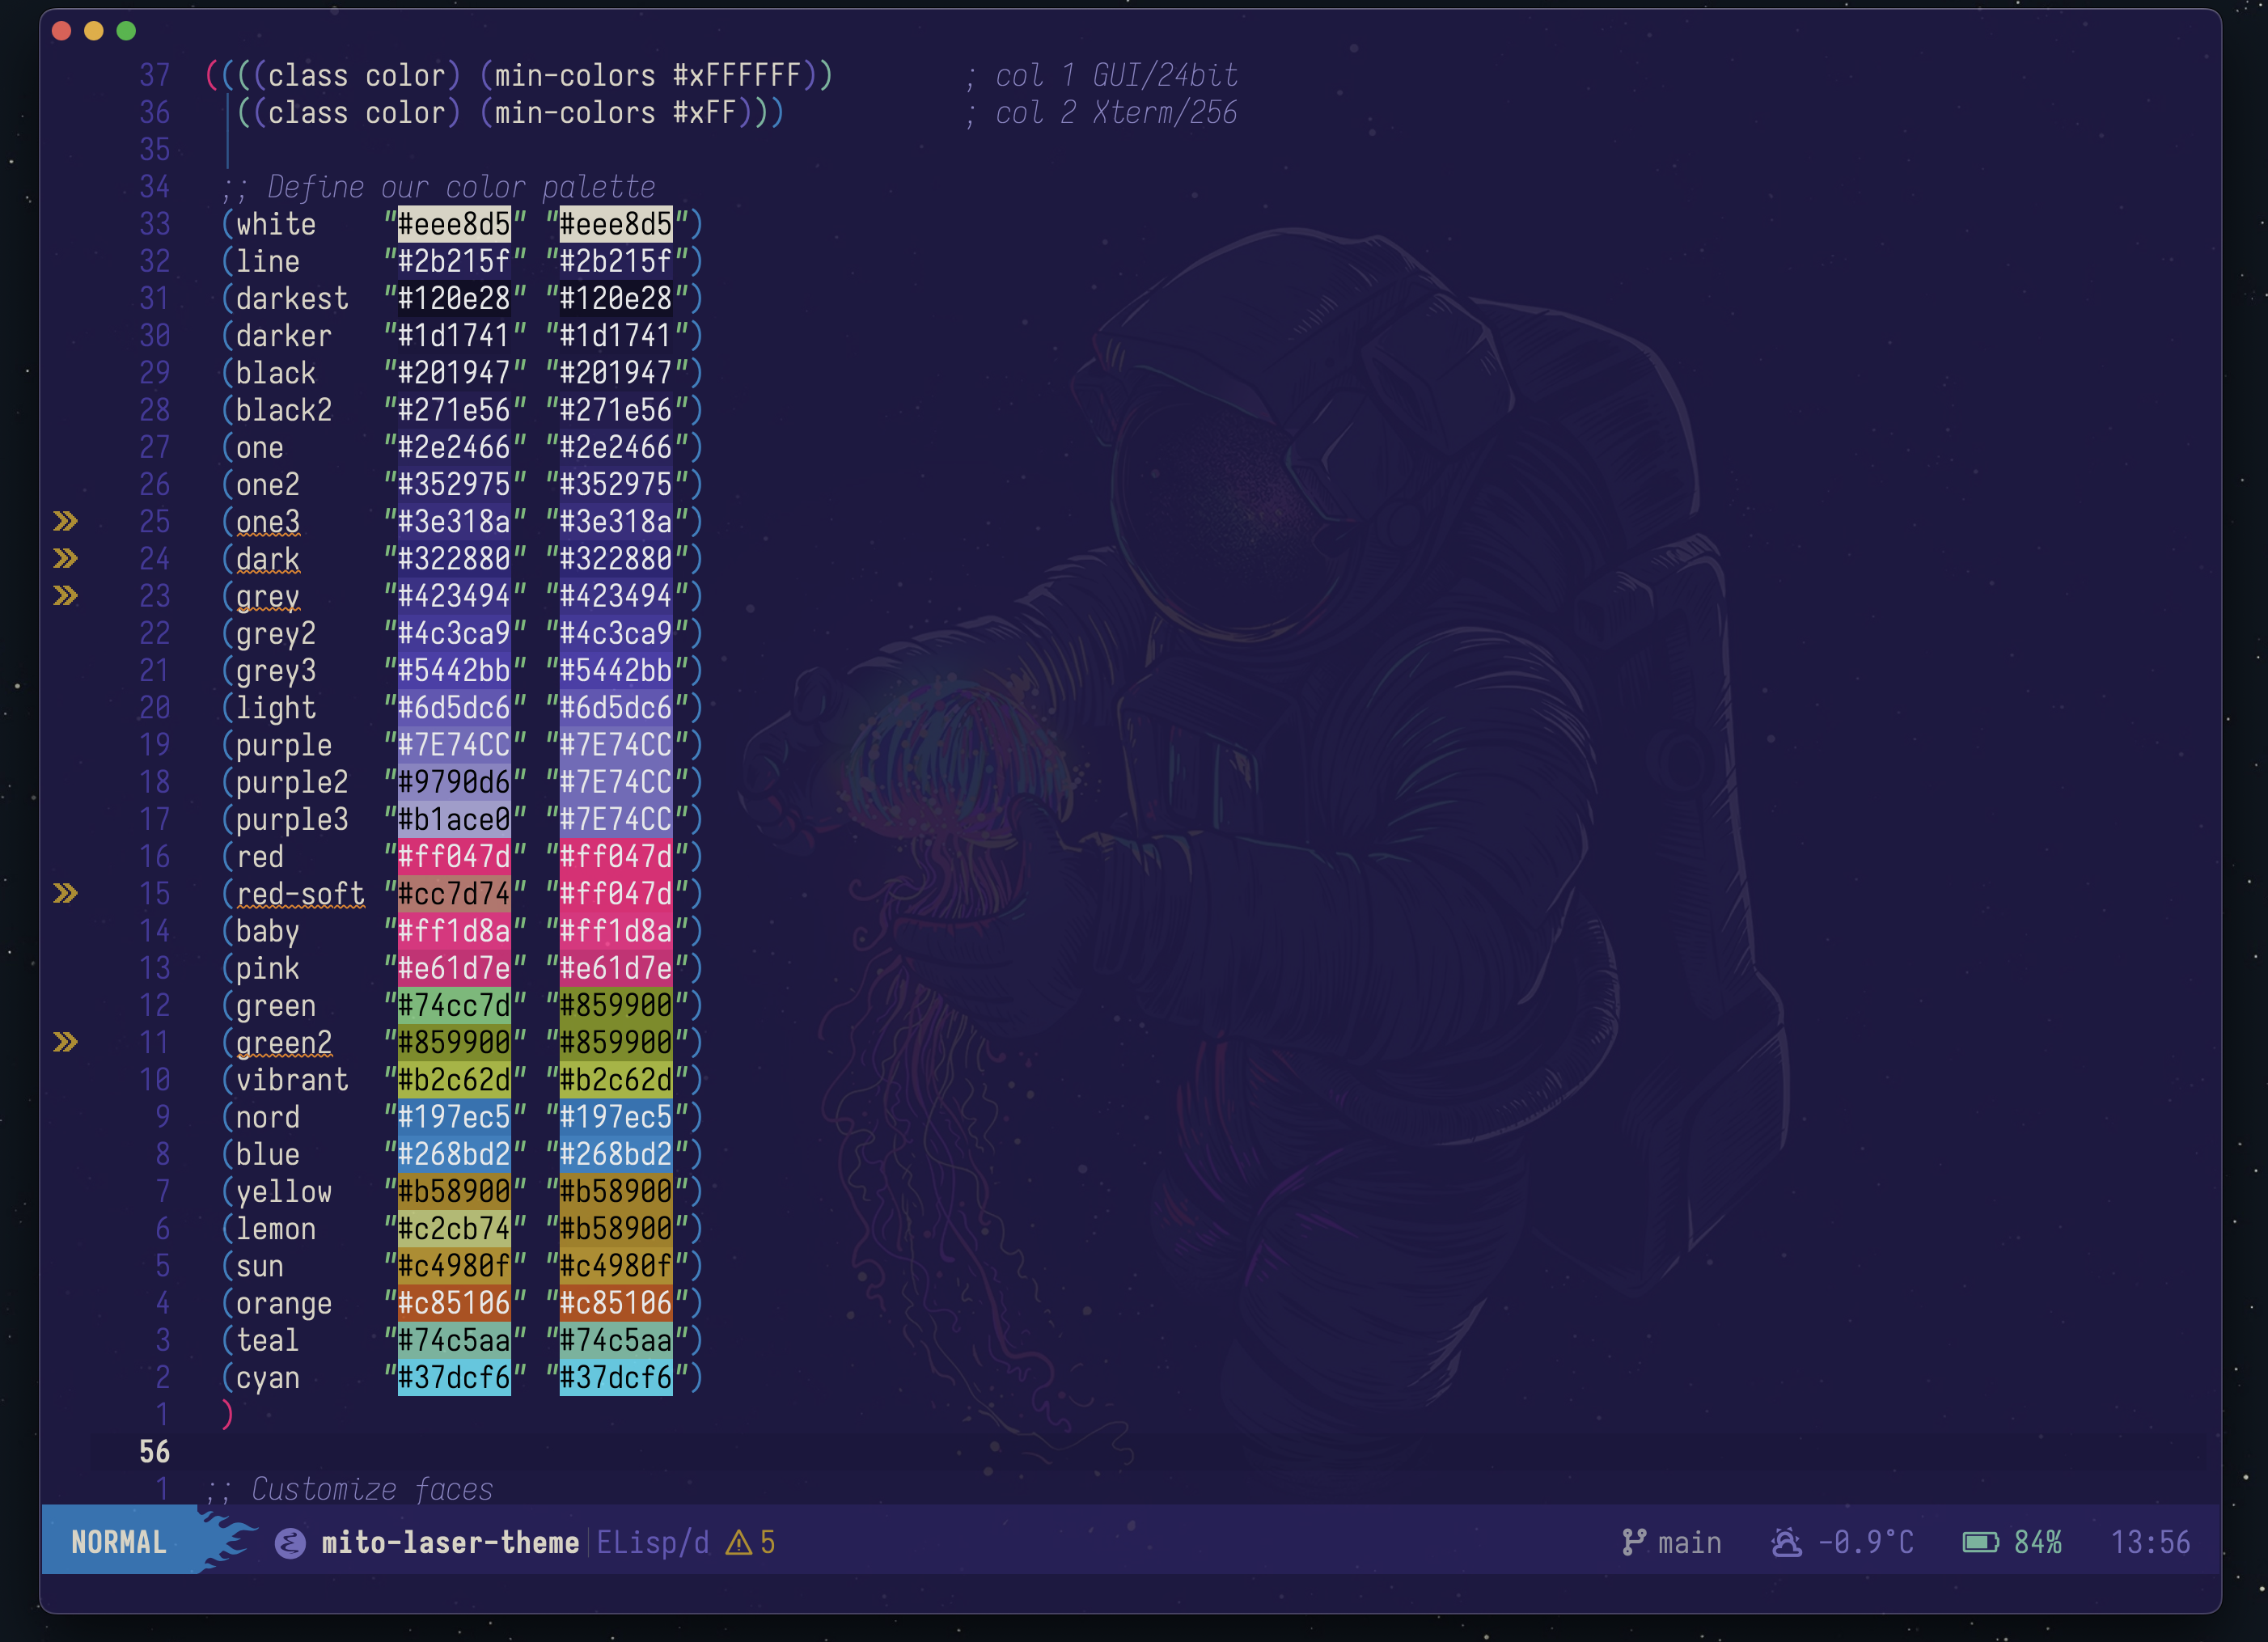 37 (((((class color) (min-colors #xFFFFFF)) ; col 1 GUI/24bit
36 ((class color) (min-colors #xFF))) ; col 2 Xterm/256
35
34 ;; Define our color palette
33 (white "#eee8d5" "#eee8d5")
32 (line "#2b215f" "#2b215f")
31 (darkest "#120e28" "#120e28")
30 (darker "#1d1741" "#1d1741")
29 (black "#201947" "#201947")
28 (black2 "#271e56" "#271e56")
27 (one "#2e2466" "#2e2466")
26 (one2 "#352975" "#352975")
25 (one3 "#3e318a" "#3e318a")
24 (dark "#322880" "#322880")
23 (grey "#423494" "#423494")
22 (grey2 "#4c3ca9" "#4c3ca9")
21 (grey3 "#5442bb" "#5442bb")
20 (light "#6d5dc6" "#6d5dc6")
19 (purple "#7E74CC" "#7E74CC")
18 (purple2 "#9790d6" "#7E74CC")
17 (purple3 "#b1ace0" "#7E74CC")
16 (red "#ff047d" "#ff047d")
15 (red-soft "#cc7d74" "#ff047d")
14 (baby "#ff1d8a" "#ff1d8a")
13 (pink "#e61d7e" "#e61d7e")
12 (green "#74cc7d" "#859900")
11 (green2 "#859900" "#859900")
10 (vibrant "#b2c62d" "#b2c62d")
9 (nord "#197ec5" "#197ec5")
8 (blue "#268bd2" "#268bd2")
7 (yellow "#b58900" "#b58900")
6 (lemon "#c2cb74" "#b58900")
5 (sun "#c4980f" "#c4980f")
4 (orange "#c85106" "#c85106")
3 (teal "#74c5aa" "#74c5aa")
2 (cyan "#37dcf6" "#37dcf6")
1 )
56
1 ;; Customize faces
NORMAL mito-laser-theme ELisp/d 5 main -0.9°C 84% 13:56